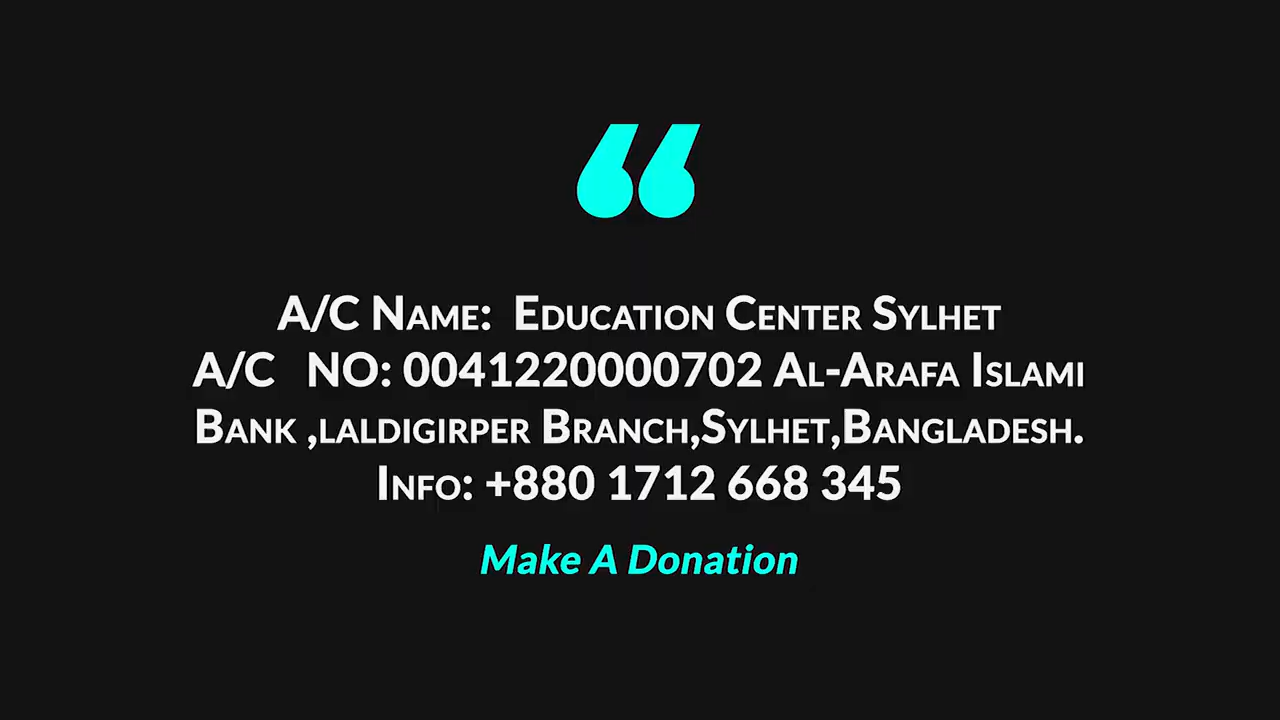 “
A/C Name:  Education Center Sylhet
A/C   NO: 0041220000702 Al-Arafa Islami
Bank ,laldigirper Branch,Sylhet,Bangladesh.
Info: +880 1712 668 345
Make A Donation